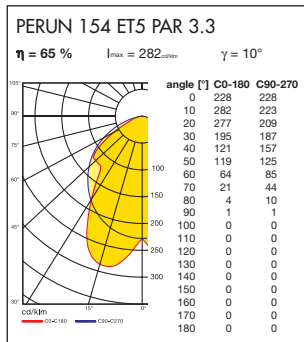 PERUN 154 ET5 PAR 3.3
η = 65 % Imax = 282cd/klm γ = 10°
angle [°] C0-180 C90-270
0 228 228
10 282 223
20 277 209
30 195 187
40 121 157
50 119 125
60 64 85
70 21 44
80 4 10
90 1 1
100 0 0
110 0 0
120 0 0
130 0 0
140 0 0
150 0 0
160 0 0
170 0 0
180 0 0
105°
90°
75°
60°
45°
30°
15°
0°
100
150
200
250
300
cd/klm
C0-C180 C90-C270